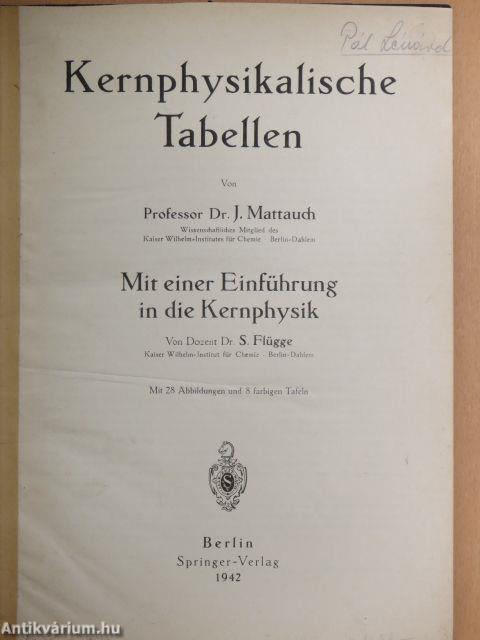 Pál Lénárd
Kernphysikalische
Tabellen
Von
Professor Dr. J. Mattauch
Wissenschaftliches Mitglied des
Kaiser Wilhelm-Institutes für Chemie · Berlin-Dahlem
Mit einer Einführung
in die Kernphysik
Von Dozent Dr. S. Flügge
Kaiser Wilhelm-Institut für Chemie · Berlin-Dahlem
Mit 28 Abbildungen und 8 farbigen Tafeln
S
Berlin
Springer-Verlag
1942
Antikvárium.hu